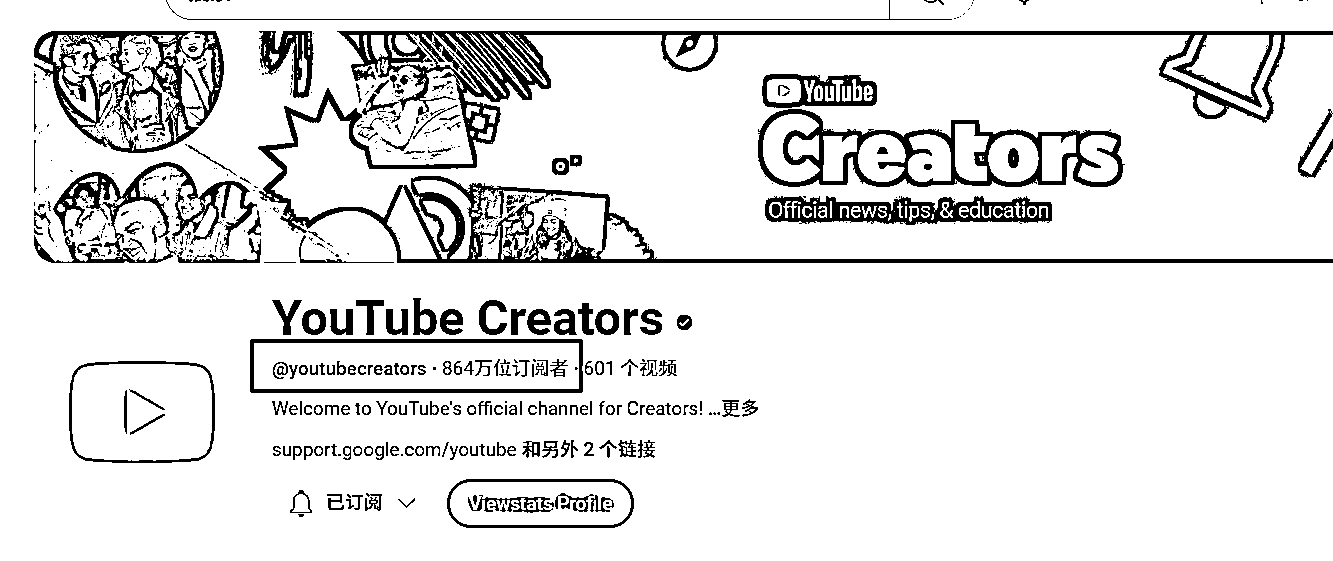 YouTube
Creators
Official news, tips, & education
YouTube Creators
@youtubecreators · 864万位订阅者 · 601 个视频
Welcome to YouTube's official channel for Creators! ...更多
support.google.com/youtube 和另外 2 个链接
已订阅
Viewstats Profile